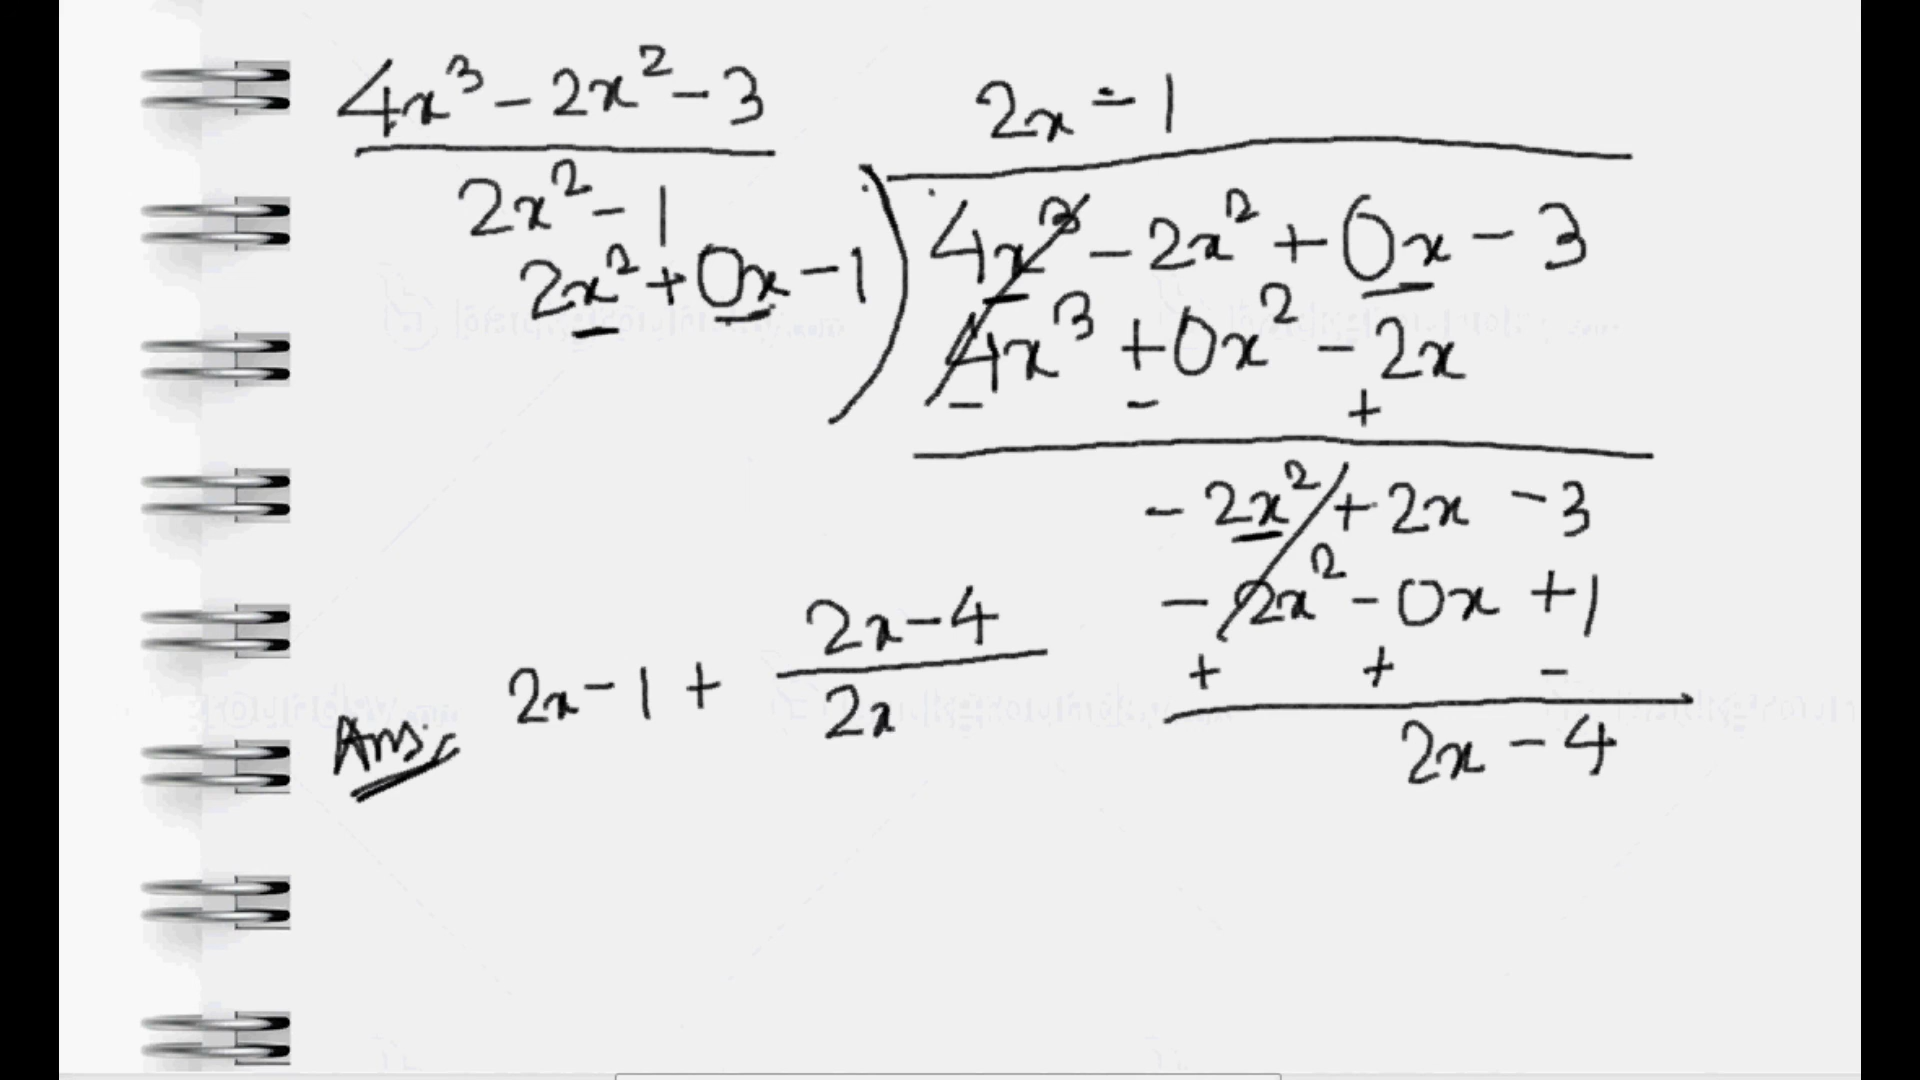 4x³ - 2x² - 3
2x² - 1
2x - 1
2x² + 0x - 1 ) 4x³ - 2x² + 0x - 3
4x³ + 0x² - 2x
- - +
- 2x² + 2x - 3
- 2x² - 0x + 1
+ + -
2x - 4
Ans; 2x - 1 + 2x - 4
2x